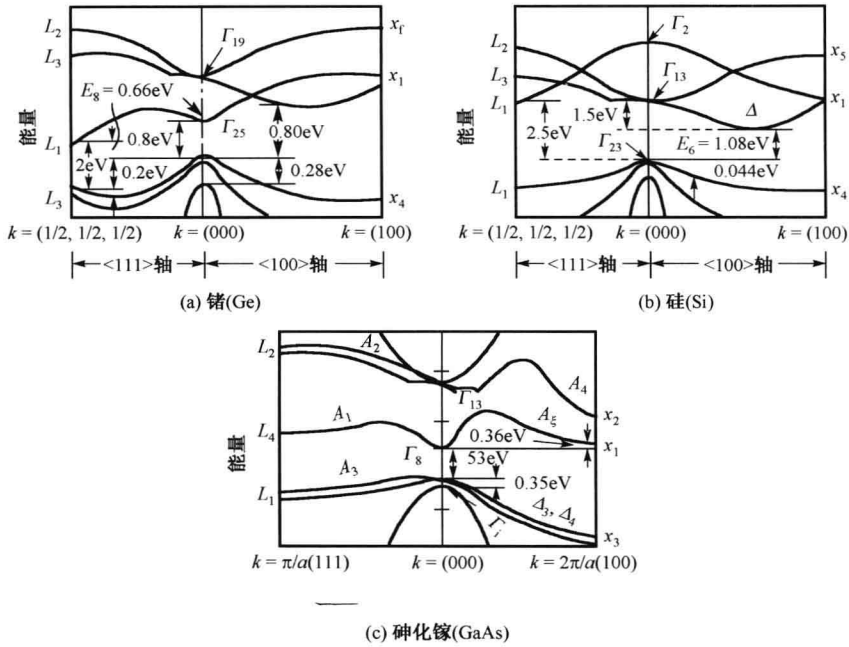 L₂
L₃
L₁
L₃
能量
Γ₁₉
E₈ = 0.66eV
Γ₂₅
0.8eV
0.80eV
2eV
0.2eV
0.28eV
x_f
x₁
x₄
k = (1/2, 1/2, 1/2) k = (000) k = (100)
<111>轴 <100>轴
(a) 锗(Ge)
L₂
L₃
L₁
L₁
能量
Γ₂
Γ₁₃
1.5eV
Δ
2.5eV
Γ₂₃
E₆ = 1.08eV
0.044eV
x₅
x₁
x₄
k = (1/2, 1/2, 1/2) k = (000) k = (100)
<111>轴 <100>轴
(b) 硅(Si)
L₂
L₄
L₁
能量
A₂
Γ₁₃
A₄
A₁
A_ξ
0.36eV
Γ₈
53eV
A₃
0.35eV
Δ₃, Δ₄
Γ_i
x₂
x₁
x₃
k = π/a(111) k = (000) k = 2π/a(100)
(c) 砷化镓(GaAs)